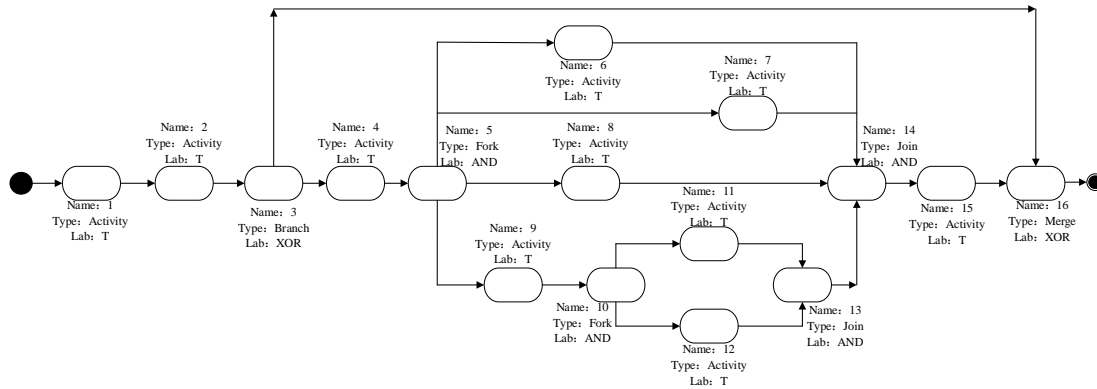 Name：6
Type：Activity
Lab：T
Name：7
Type：Activity
Lab：T
Name：2
Type：Activity
Lab：T
Name：4
Type：Activity
Lab：T
Name：5
Type：Fork
Lab：AND
Name：8
Type：Activity
Lab：T
Name：14
Type：Join
Lab：AND
Name：1
Type：Activity
Lab：T
Name：3
Type：Branch
Lab：XOR
Name：11
Type：Activity
Lab：T
Name：15
Type：Activity
Lab：T
Name：16
Type：Merge
Lab：XOR
Name：9
Type：Activity
Lab：T
Name：10
Type：Fork
Lab：AND
Name：13
Type：Join
Lab：AND
Name：12
Type：Activity
Lab：T